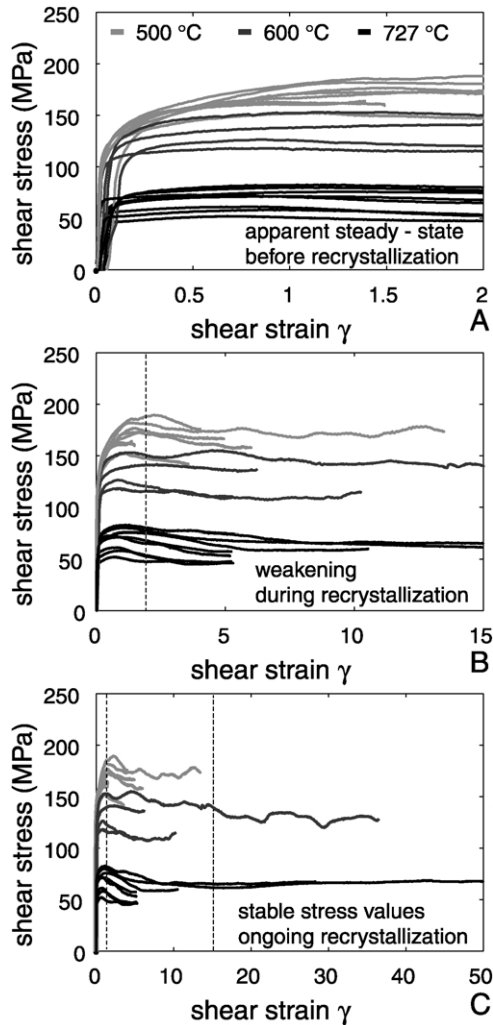 500 °C 600 °C 727 °C
250
200
150
100
50
0
shear stress (MPa)
apparent steady - state
before recrystallization
0 0.5 1 1.5 2
shear strain γ
A
250
200
150
100
50
0
shear stress (MPa)
weakening
during recrystallization
0 5 10 15
shear strain γ
B
250
200
150
100
50
0
shear stress (MPa)
stable stress values
ongoing recrystallization
0 10 20 30 40 50
shear strain γ
C